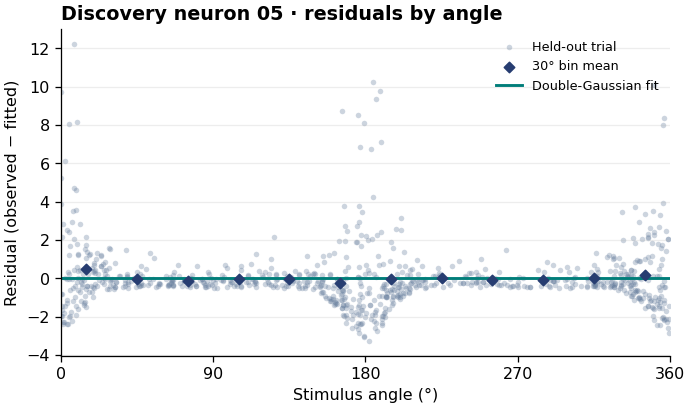 Discovery neuron 05 · residuals by angle
Residual (observed − fitted)
12
10
8
6
4
2
0
−2
−4
Held-out trial
30° bin mean
Double-Gaussian fit
0 90 180 270 360
Stimulus angle (°)